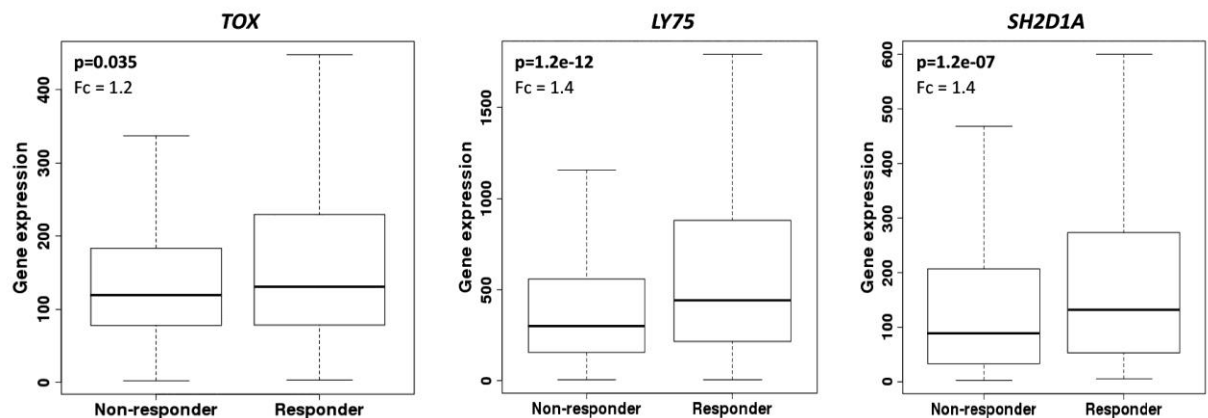 TOX
p=0.035
Fc = 1.2
Gene expression
400
300
200
100
0
Non-responder
Responder
LY75
p=1.2e-12
Fc = 1.4
Gene expression
1500
1000
500
0
Non-responder
Responder
SH2D1A
p=1.2e-07
Fc = 1.4
Gene expression
600
500
400
300
200
100
0
Non-responder
Responder